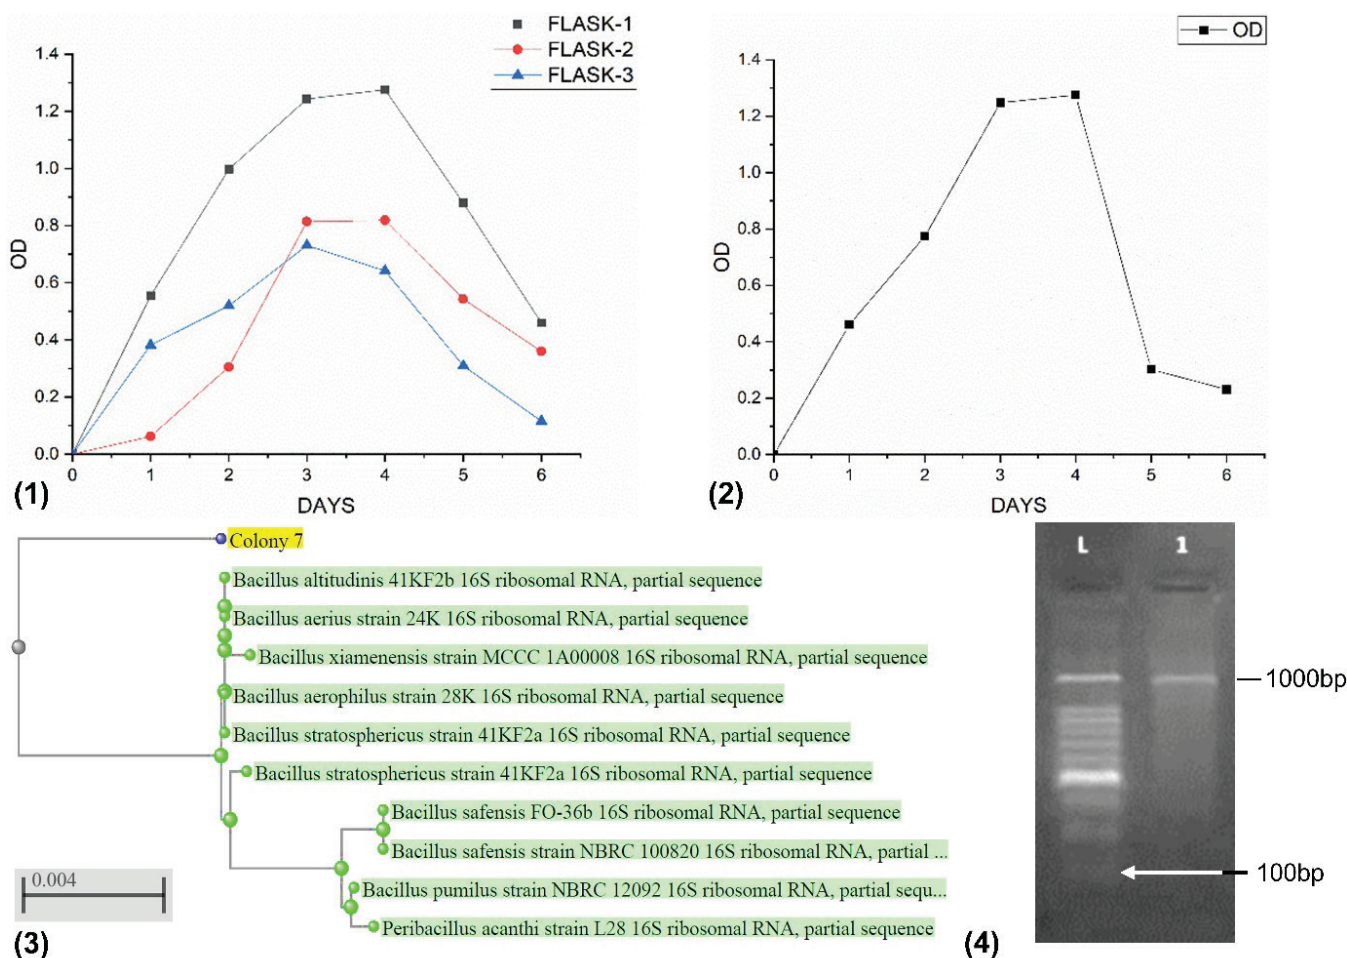 FLASK-1
FLASK-2
FLASK-3
1.4
1.2
1.0
0.8
0.6
0.4
0.2
0.0
OD
0 1 2 3 4 5 6
DAYS
(1)
OD
1.4
1.2
1.0
0.8
0.6
0.4
0.2
0.0
OD
0 1 2 3 4 5 6
DAYS
(2)
Colony 7
Bacillus altitudinis 41KF2b 16S ribosomal RNA, partial sequence
Bacillus aerius strain 24K 16S ribosomal RNA, partial sequence
Bacillus xiamenensis strain MCCC 1A00008 16S ribosomal RNA, partial sequence
Bacillus aerophilus strain 28K 16S ribosomal RNA, partial sequence
Bacillus stratosphericus strain 41KF2a 16S ribosomal RNA, partial sequence
Bacillus stratosphericus strain 41KF2a 16S ribosomal RNA, partial sequence
Bacillus safensis FO-36b 16S ribosomal RNA, partial sequence
Bacillus safensis strain NBRC 100820 16S ribosomal RNA, partial ...
Bacillus pumilus strain NBRC 12092 16S ribosomal RNA, partial sequ...
Peribacillus acanthi strain L28 16S ribosomal RNA, partial sequence
0.004
(3)
L 1
1000bp
100bp
(4)